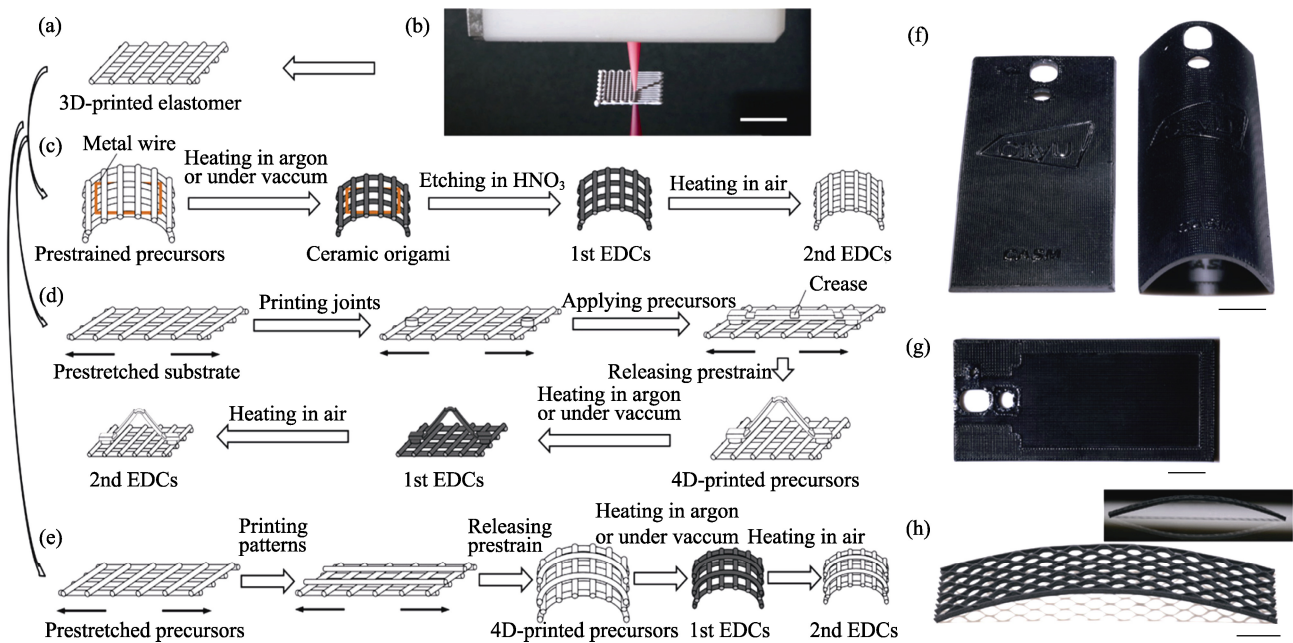 (a)
3D-printed elastomer
(b)
(c)
Metal wire
Heating in argon
or under vaccum
Etching in HNO₃
Heating in air
Prestrained precursors
Ceramic origami
1st EDCs
2nd EDCs
(d)
Printing joints
Applying precursors
Crease
Prestretched substrate
Releasing prestrain
Heating in argon
or under vaccum
Heating in air
2nd EDCs
1st EDCs
4D-printed precursors
(e)
Printing
patterns
Releasing
prestrain
Heating in argon
or under vaccum
Heating in air
Prestretched precursors
4D-printed precursors
1st EDCs
2nd EDCs
(f)
CASM
(g)
(h)